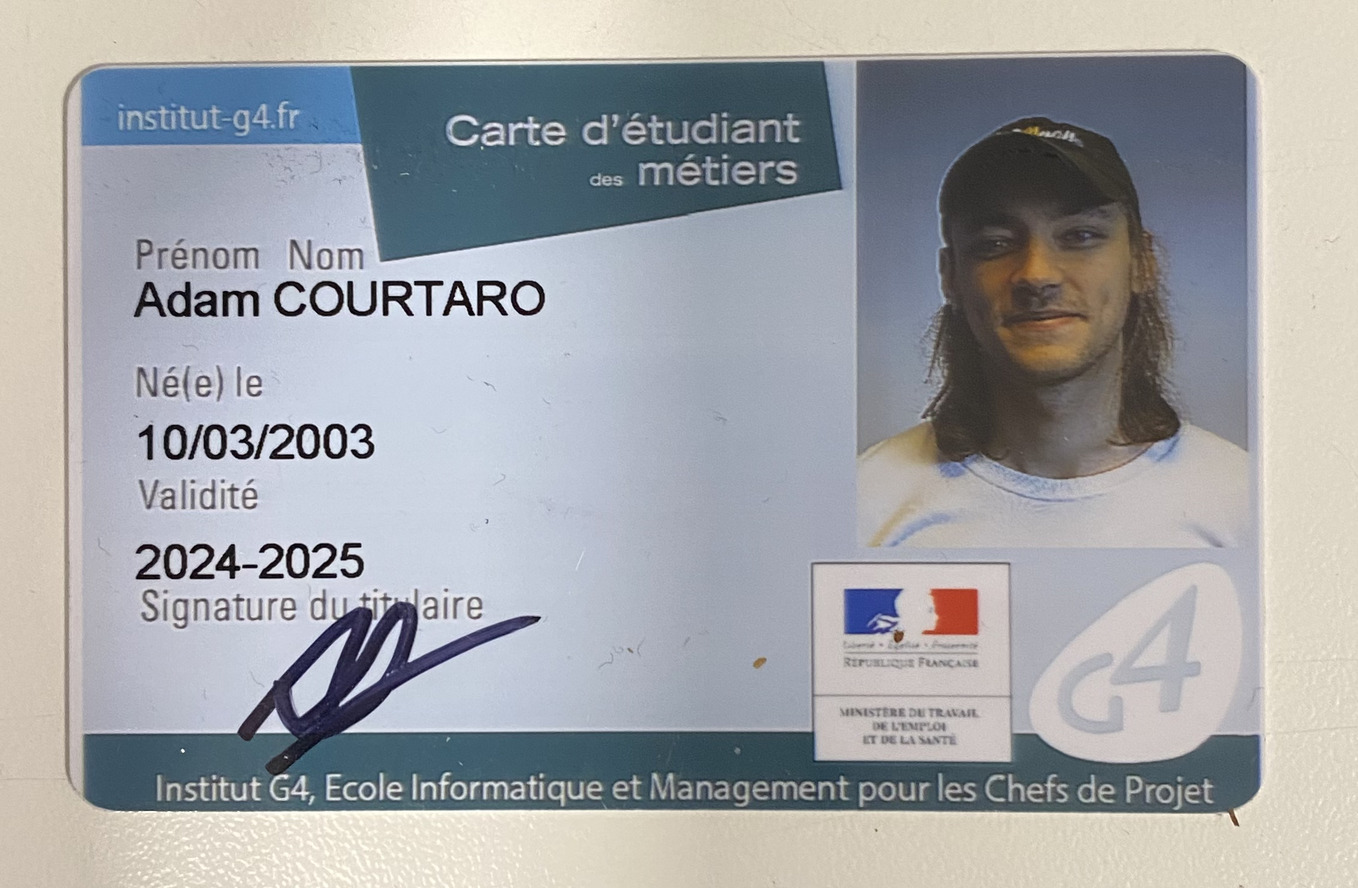 institut-g4.fr
Carte d'étudiant
des métiers
Prénom Nom
Adam COURTARO
Né(e) le
10/03/2003
Validité
2024-2025
Signature du titulaire
Liberté • Égalité • Fraternité
RÉPUBLIQUE FRANÇAISE
MINISTÈRE DU TRAVAIL
DE L'EMPLOI
ET DE LA SANTÉ
G4
Institut G4, Ecole Informatique et Management pour les Chefs de Projet